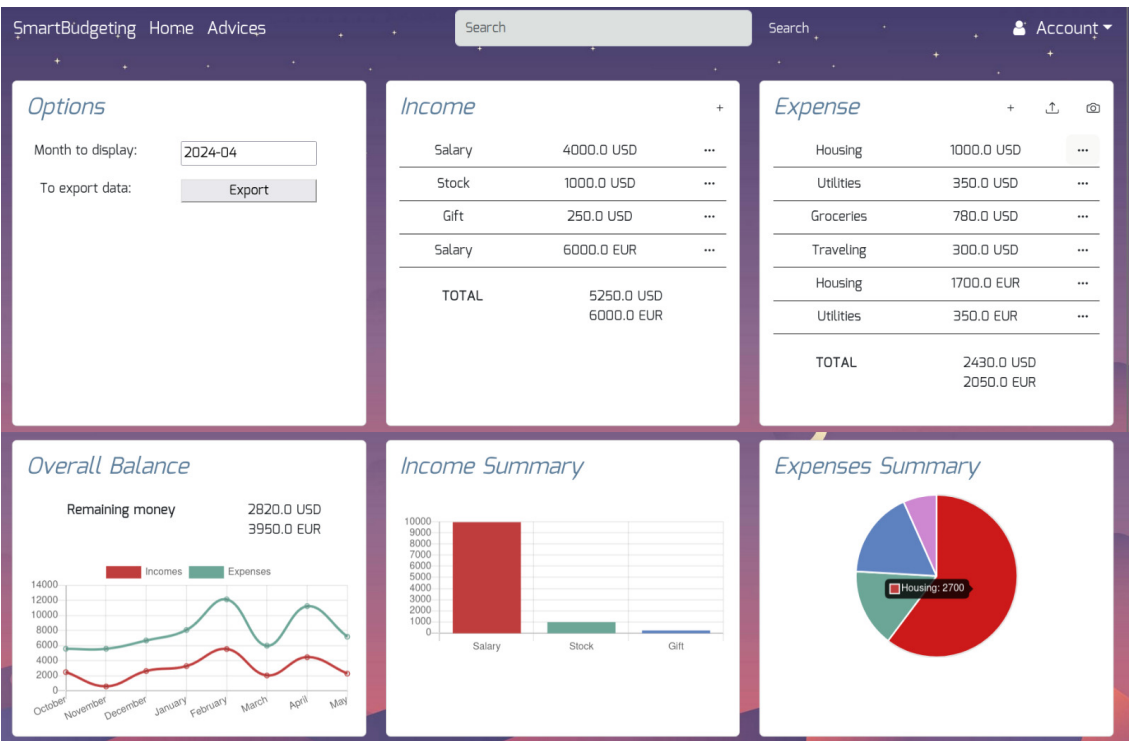 SmartBudgeting Home Advices Search Search Account
Options
Month to display: 2024-04
To export data: Export
Income +
Salary 4000.0 USD ...
Stock 1000.0 USD ...
Gift 250.0 USD ...
Salary 6000.0 EUR ...
TOTAL 5250.0 USD
6000.0 EUR
Expense +
Housing 1000.0 USD ...
Utilities 350.0 USD ...
Groceries 780.0 USD ...
Traveling 300.0 USD ...
Housing 1700.0 EUR ...
Utilities 350.0 EUR ...
TOTAL 2430.0 USD
2050.0 EUR
Overall Balance
Remaining money 2820.0 USD
3950.0 EUR
Incomes Expenses
14000
12000
10000
8000
6000
4000
2000
0
October November December January February March April May
Income Summary
10000
9000
8000
7000
6000
5000
4000
3000
2000
1000
0
Salary Stock Gift
Expenses Summary
Housing: 2700